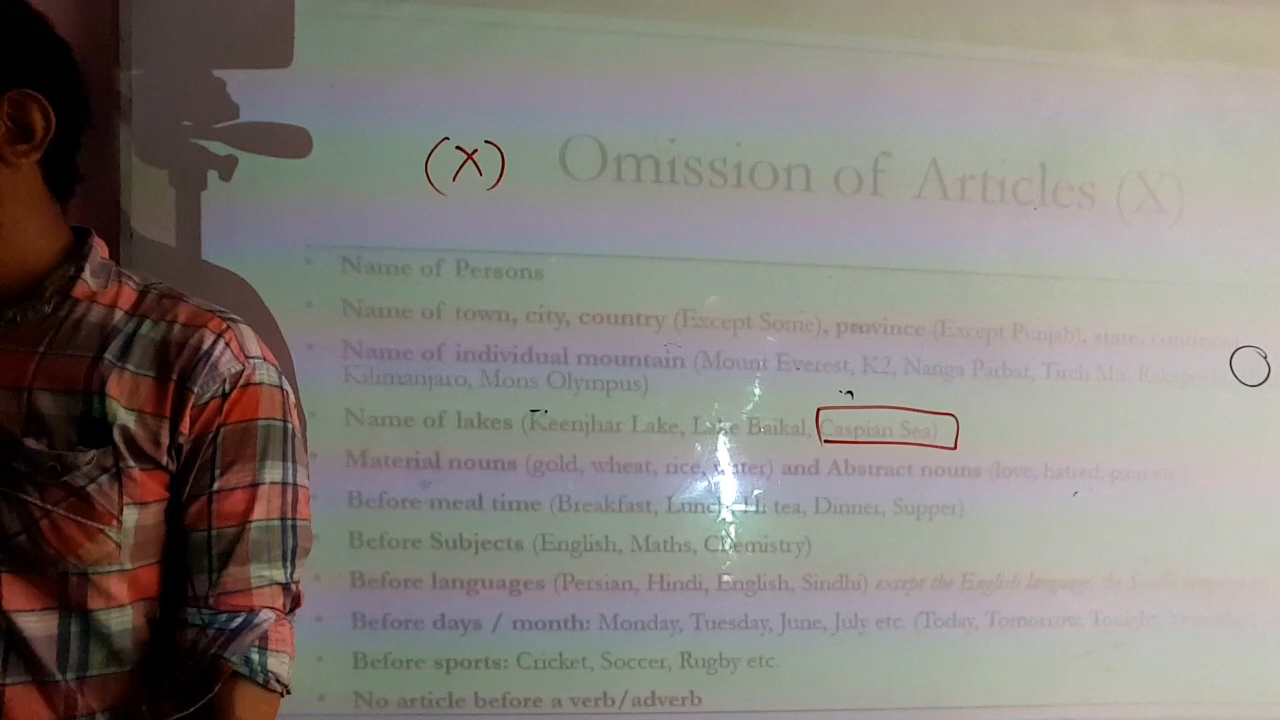 (X) Omission of Articles (X)
• Name of Persons
• Name of town, city, country (Except Some), province (Except Punjab), state, continent
• Name of individual mountain (Mount Everest, K2, Nanga Parbat, Tirch Mir,
Kilimanjaro, Mons Olympus)
• Name of lakes (Keenjhar Lake, Lake Baikal, Caspian Sea)
• Material nouns (gold, wheat, rice, water) and Abstract nouns (love, hatred, pain etc)
• Before meal time (Breakfast, Lunch, Hi tea, Dinner, Supper)
• Before Subjects (English, Maths, Chemistry)
• Before languages (Persian, Hindi, English, Sindhi) except the English language, the
• Before days / month: Monday, Tuesday, June, July etc. (Today, Tomorrow, Tonight,
• Before sports: Cricket, Soccer, Rugby etc.
• No article before a verb/adverb